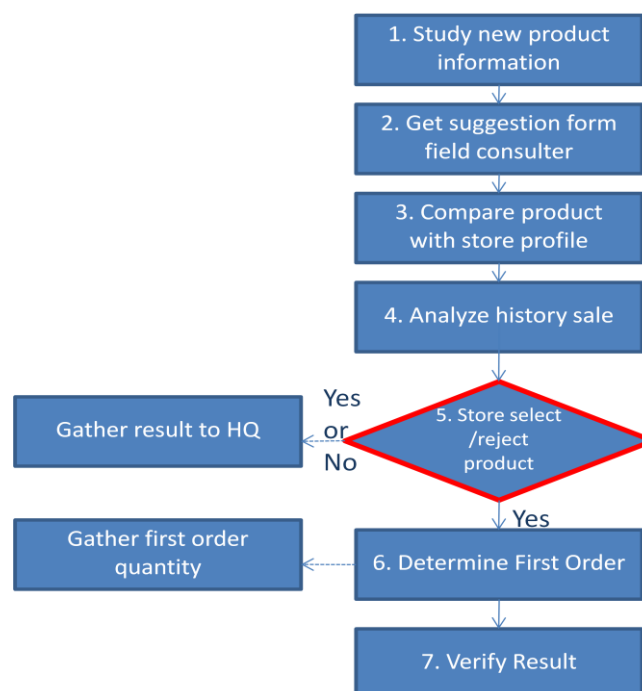 1. Study new product
information
2. Get suggestion form
field consulter
3. Compare product
with store profile
4. Analyze history sale
Yes
or
No
Gather result to HQ
5. Store select
/reject
product
Yes
Gather first order
quantity
6. Determine First Order
7. Verify Result